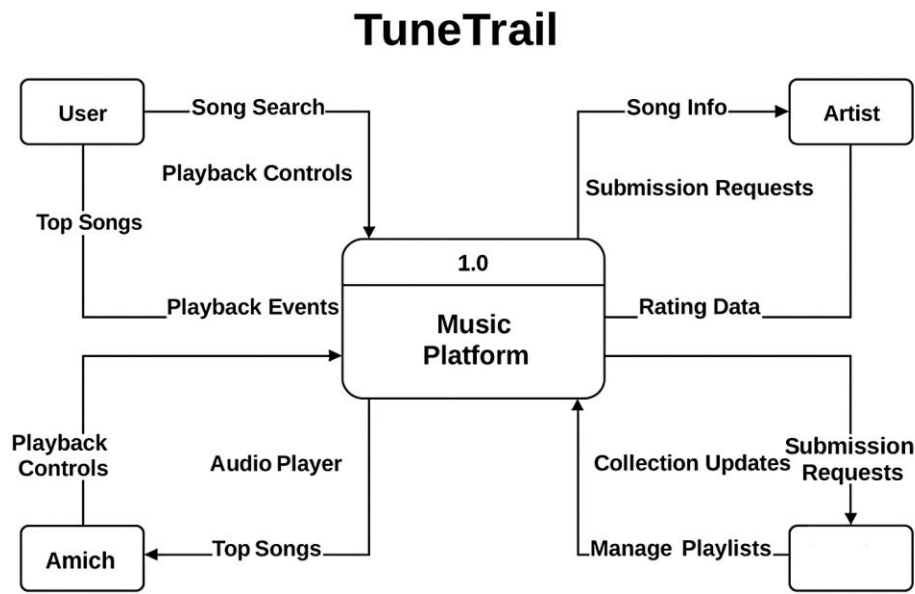 TuneTrail
User
Song Search
Song Info
Artist
Playback Controls
Submission Requests
Top Songs
1.0
Playback Events
Music
Platform
Rating Data
Playback
Controls
Audio Player
Collection Updates
Submission
Requests
Amich
Top Songs
Manage Playlists